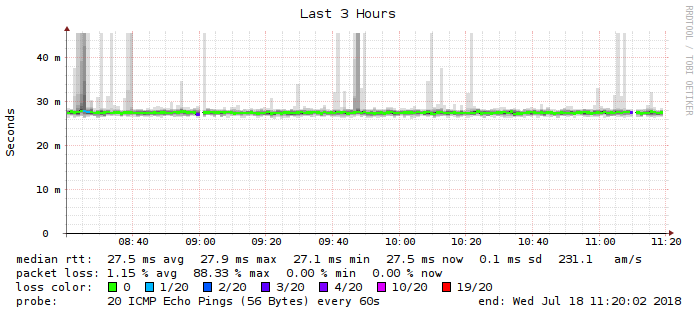 Last 3 Hours
RRDTOOL / TOBI OETIKER
Seconds
40 m
30 m
20 m
10 m
0
08:40 09:00 09:20 09:40 10:00 10:20 10:40 11:00 11:20
median rtt: 27.5 ms avg 27.9 ms max 27.1 ms min 27.5 ms now 0.1 ms sd 231.1 am/s
packet loss: 1.15 % avg 88.33 % max 0.00 % min 0.00 % now
loss color: 0 1/20 2/20 3/20 4/20 10/20 19/20
probe: 20 ICMP Echo Pings (56 Bytes) every 60s end: Wed Jul 18 11:20:02 2018